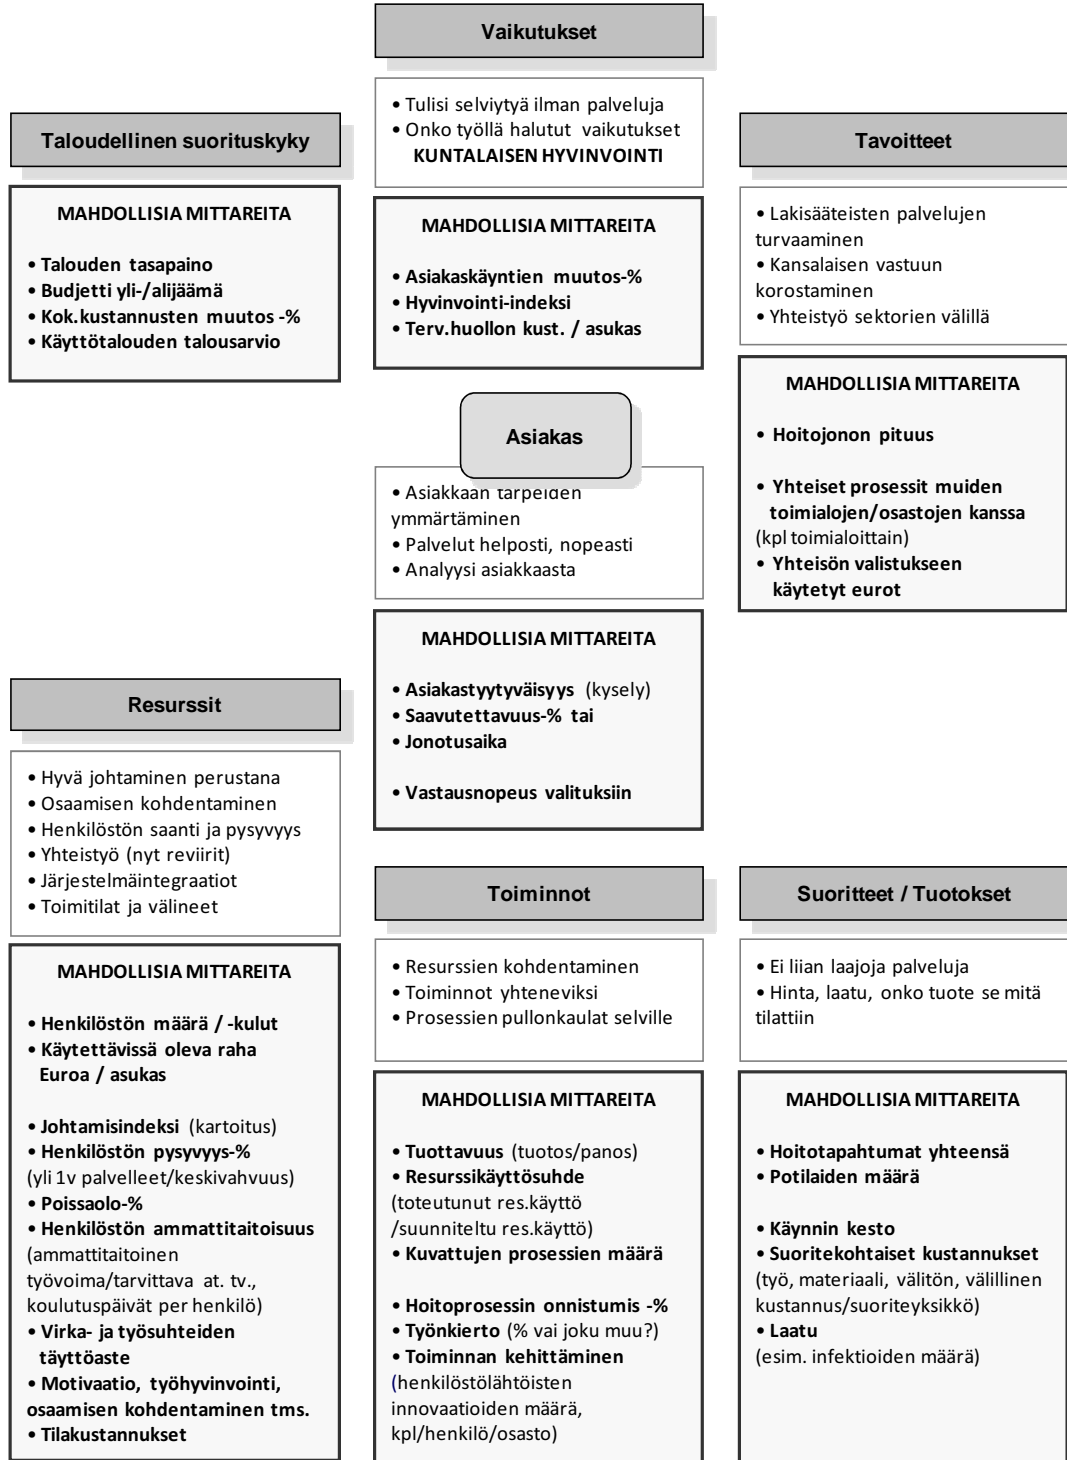 Vaikutukset
• Tulisi selviytyä ilman palveluja
• Onko työllä halutut vaikutukset
KUNTALAISEN HYVINVOINTI
MAHDOLLISIA MITTAREITA
• Asiakaskäyntien muutos-%
• Hyvinvointi-indeksi
• Terv.huollon kust. / asukas
Taloudellinen suorituskyky
MAHDOLLISIA MITTAREITA
• Talouden tasapaino
• Budjetti yli-/alijäämä
• Kok.kustannusten muutos -%
• Käyttötalouden talousarvio
Tavoitteet
• Lakisääteisten palvelujen
turvaaminen
• Kansalaisen vastuun
korostaminen
• Yhteistyö sektorien välillä
MAHDOLLISIA MITTAREITA
• Hoitojonon pituus
• Yhteiset prosessit muiden
toimialojen/osastojen kanssa
(kpl toimialoittain)
• Yhteisön valistukseen
käytetyt eurot
Asiakas
• Asiakkaan tarpeiden
ymmärtäminen
• Palvelut helposti, nopeasti
• Analyysi asiakkaasta
MAHDOLLISIA MITTAREITA
• Asiakastyytyväisyys (kysely)
• Saavutettavuus-% tai
• Jonotusaika
• Vastausnopeus valituksiin
Resurssit
• Hyvä johtaminen perustana
• Osaamisen kohdentaminen
• Henkilöstön saanti ja pysyvyys
• Yhteistyö (nyt reviirit)
• Järjestelmäintegraatiot
• Toimitilat ja välineet
MAHDOLLISIA MITTAREITA
• Henkilöstön määrä / -kulut
• Käytettävissä oleva raha
Euroa / asukas
• Johtamisindeksi (kartoitus)
• Henkilöstön pysyvyys-%
(yli 1v palvelleet/keskivahvuus)
• Poissaolo-%
• Henkilöstön ammattitaitoisuus
(ammattitaitoinen
työvoima/tarvittava at. tv.,
koulutuspäivät per henkilö)
• Virka- ja työsuhteiden
täyttöaste
• Motivaatio, työhyvinvointi,
osaamisen kohdentaminen tms.
• Tilakustannukset
Toiminnot
• Resurssien kohdentaminen
• Toiminnot yhteneviksi
• Prosessien pullonkaulat selville
MAHDOLLISIA MITTAREITA
• Tuottavuus (tuotos/panos)
• Resurssikäyttösuhde
(toteutunut res.käyttö
/suunniteltu res.käyttö)
• Kuvattujen prosessien määrä
• Hoitoprosessin onnistumis -%
• Työnkierto (% vai joku muu?)
• Toiminnan kehittäminen
(henkilöstölähtöisten
innovaatioiden määrä,
kpl/henkilö/osasto)
Suoritteet / Tuotokset
• Ei liian laajoja palveluja
• Hinta, laatu, onko tuote se mitä
tilattiin
MAHDOLLISIA MITTAREITA
• Hoitotapahtumat yhteensä
• Potilaiden määrä
• Käynnin kesto
• Suoritekohtaiset kustannukset
(työ, materiaali, välitön, välillinen
kustannus/suoriteyksikkö)
• Laatu
(esim. infektioiden määrä)